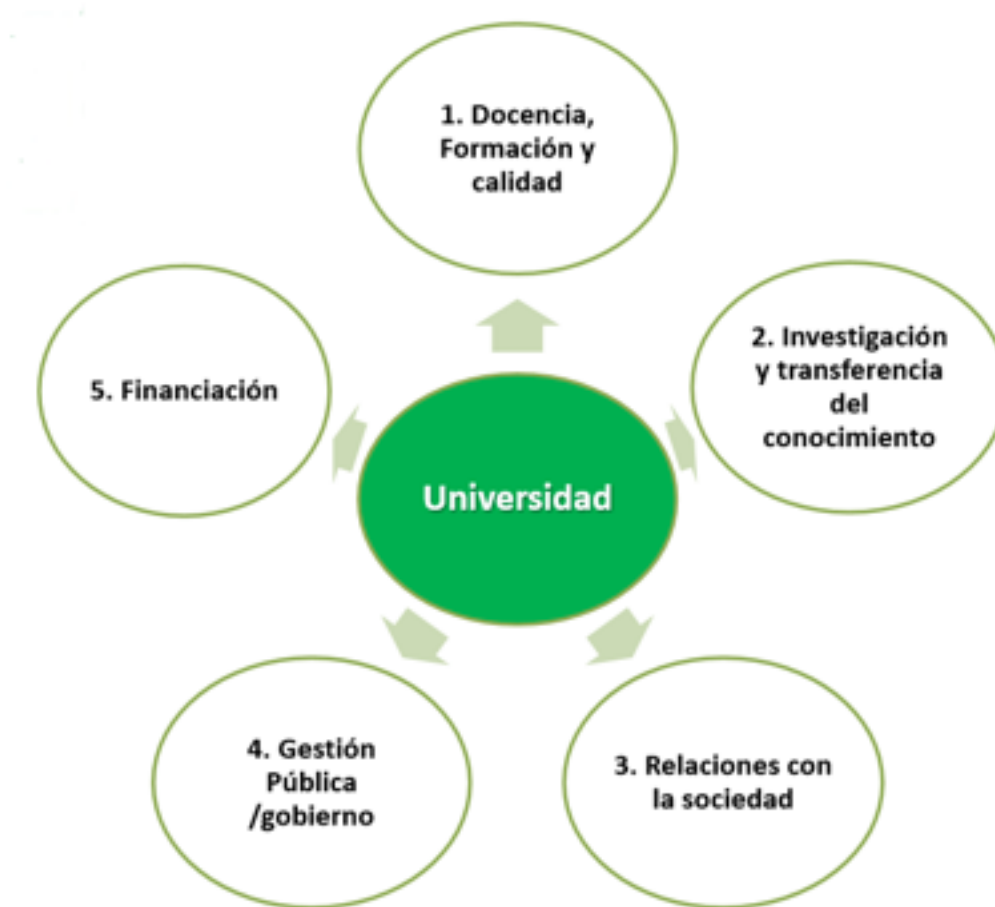 1. Docencia,
Formación y
calidad
2. Investigación
y transferencia
del
conocimiento
5. Financiación
Universidad
4. Gestión
Pública
/gobierno
3. Relaciones con
la sociedad